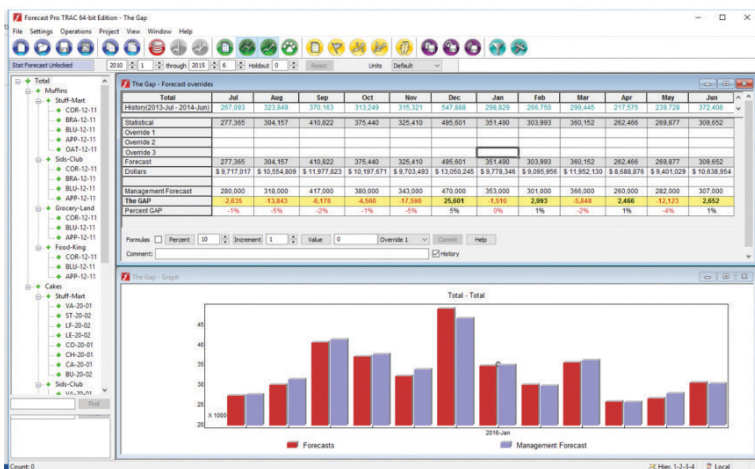 Forecast Pro TRAC 64-bit Edition - The Gap
File Settings Operations Project View Window Help
Stat Forecast Unlocked 2010 1 through 2015 6 Holdout 0 Reset Units Default
Total
Muffins
Stuff-Mart
COR-12-11
BRA-12-11
BLU-12-11
APP-12-11
OAT-12-11
Sids-Club
COR-12-11
BRA-12-11
BLU-12-11
APP-12-11
Grocery-Land
COR-12-11
BLU-12-11
APP-12-11
Food-King
COR-12-11
BLU-12-11
APP-12-11
Cakes
Stuff-Mart
VA-20-01
ST-20-02
LF-20-02
LE-20-02
CO-20-01
CH-20-01
CA-20-01
BU-20-02
Sids-Club
VA-20-01
Find
The Gap - Forecast overrides
Total Jul Aug Sep Oct Nov Dec Jan Feb Mar Apr May Jun
History(2013-Jul - 2014-Jun) 267,093 323,849 370,163 313,249 315,321 547,888 298,829 266,750 299,445 217,575 239,728 372,408
Statistical 277,365 304,157 410,822 375,440 325,410 495,601 351,490 303,993 360,152 262,466 269,877 309,652
Override 1
Override 2
Override 3
Forecast 277,365 304,157 410,822 375,440 325,410 495,601 351,490 303,993 360,152 262,466 269,877 309,652
Dollars $ 9,717,017 $ 10,554,809 $ 11,977,823 $ 10,197,671 $ 9,703,493 $ 13,050,245 $ 9,778,346 $ 9,095,956 $ 11,952,130 $ 8,688,876 $ 9,401,029 $ 10,638,954
Management Forecast 280,000 318,000 417,000 380,000 343,000 470,000 353,000 301,000 366,000 260,000 282,000 307,000
The GAP -2,635 -13,843 -6,178 -4,560 -17,590 25,601 -1,510 2,993 -5,848 2,466 -12,123 2,652
Percent GAP -1% -5% -2% -1% -5% 5% 0% 1% -2% 1% -4% 1%
Formulas Percent 10 Increment 1 Value 0 Override 1 Commit Help
Comment: History
The Gap - Graph
Total - Total
45
40
35
30
25
20
X 1000
2016-Jan
Forecasts Management Forecast
Count: 0 Hier. 1-2-3-4 Local